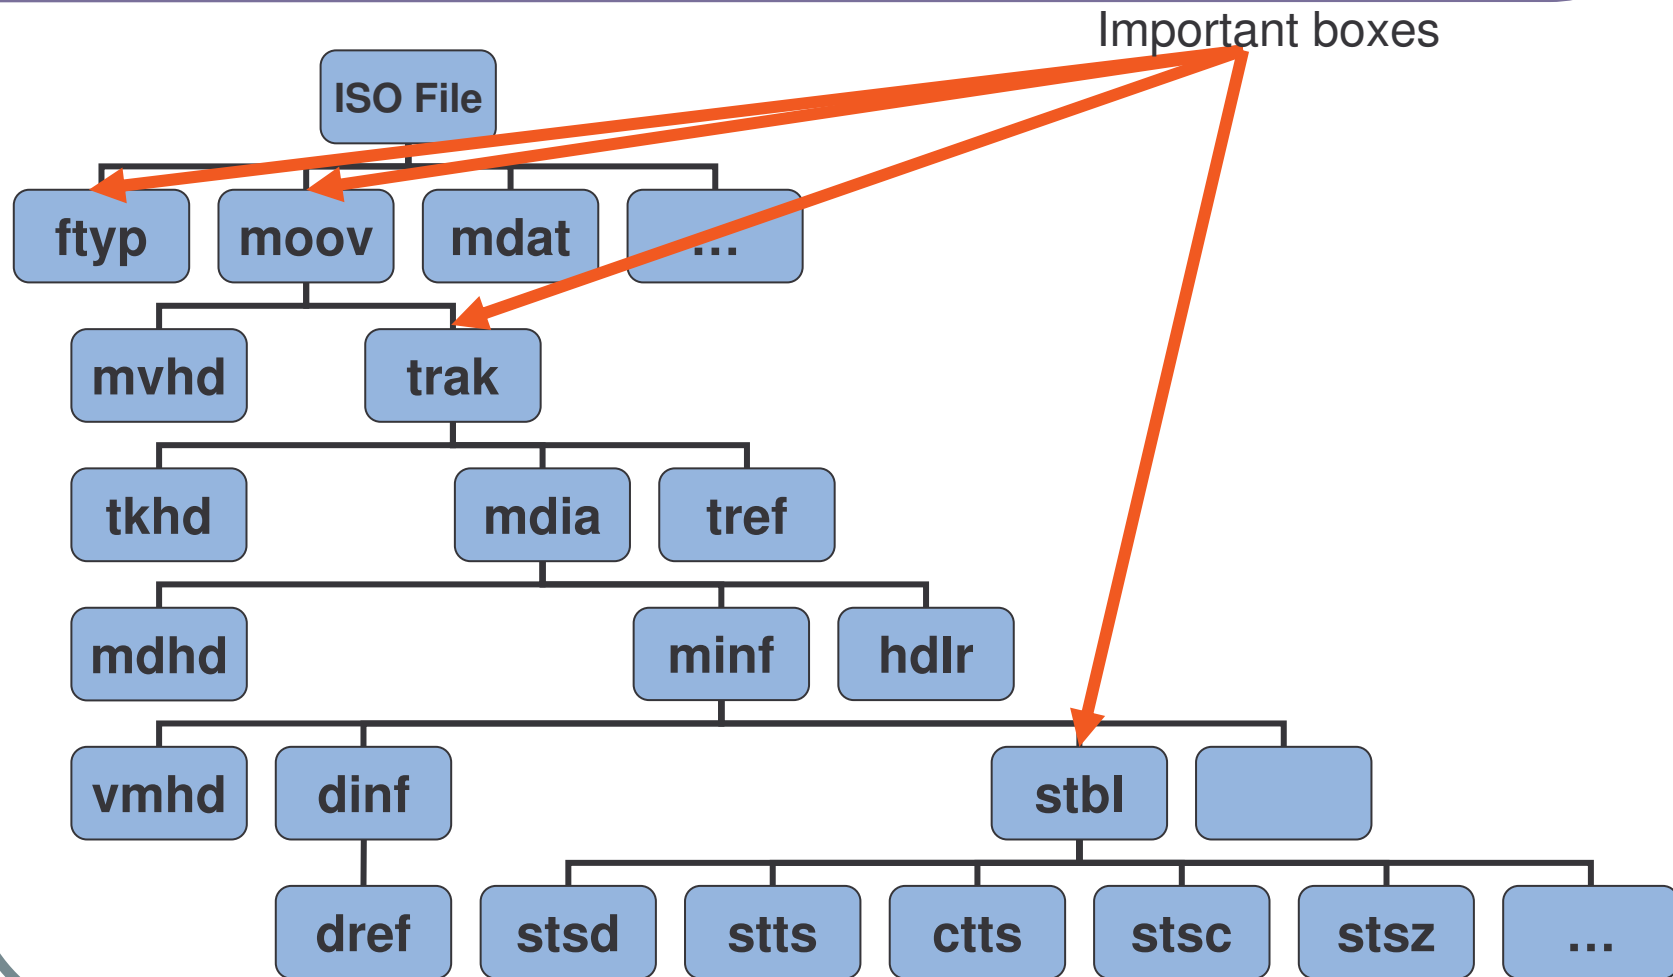 Important boxes
ISO File
ftyp moov mdat ...
mvhd trak
tkhd mdia tref
mdhd minf hdlr
vmhd dinf stbl
dref stsd stts ctts stsc stsz ...